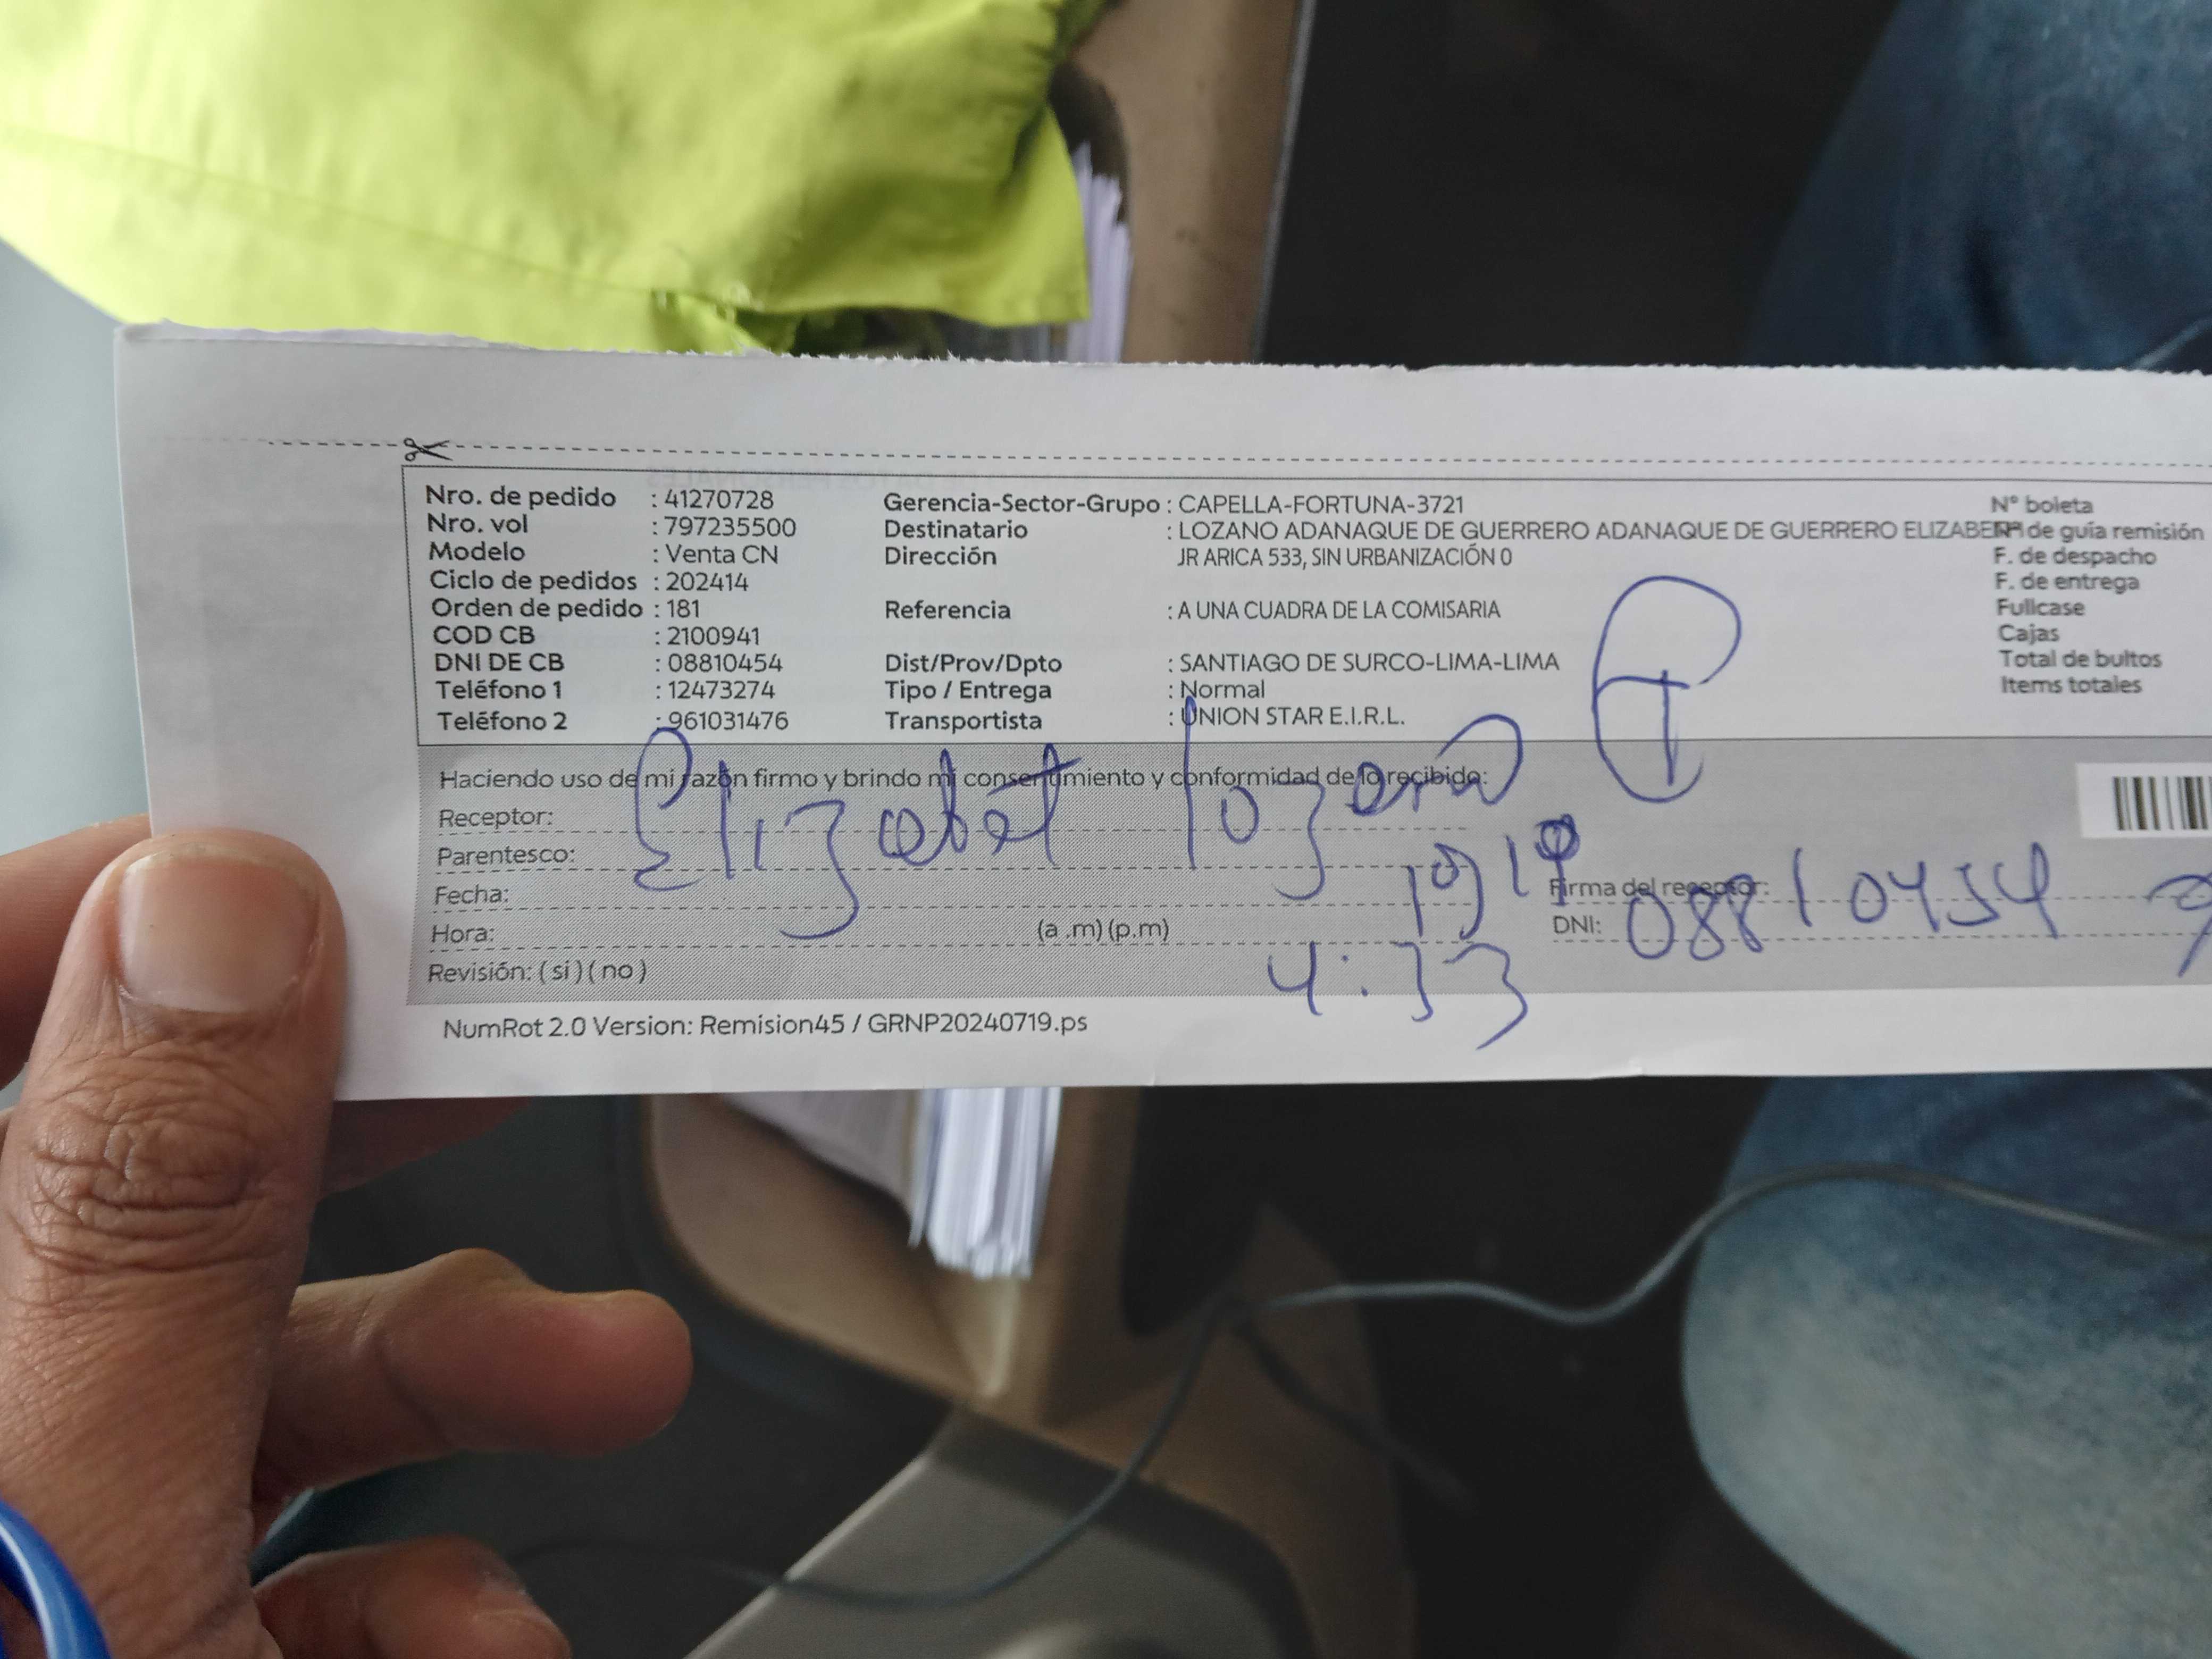 Nro. de pedido : 41270728 Gerencia-Sector-Grupo : CAPELLA-FORTUNA-3721 N° boleta
Nro. vol : 797235500 Destinatario : LOZANO ADANAQUE DE GUERRERO ADANAQUE DE GUERRERO ELIZABE de guía remisión
Modelo : Venta CN Dirección JR ARICA 533, SIN URBANIZACIÓN 0 F. de despacho
Ciclo de pedidos : 202414 F. de entrega
Orden de pedido : 181 Referencia : A UNA CUADRA DE LA COMISARIA Fullcase
COD CB : 2100941 Cajas
DNI DE CB : 08810454 Dist/Prov/Dpto : SANTIAGO DE SURCO-LIMA-LIMA Total de bultos
Teléfono 1 : 12473274 Tipo / Entrega : Normal Items totales
Teléfono 2 : 961031476 Transportista : UNION STAR E.I.R.L.
Haciendo uso de mi razón firmo y brindo mi consentimiento y conformidad de lo recibido:
Receptor: Elizabet lozano
Parentesco:
Fecha: Firma del receptor:
Hora: (a .m) (p.m) DNI: 08810454
Revisión: ( si ) ( no ) 4:33
NumRot 2.0 Version: Remision45 / GRNP20240719.ps